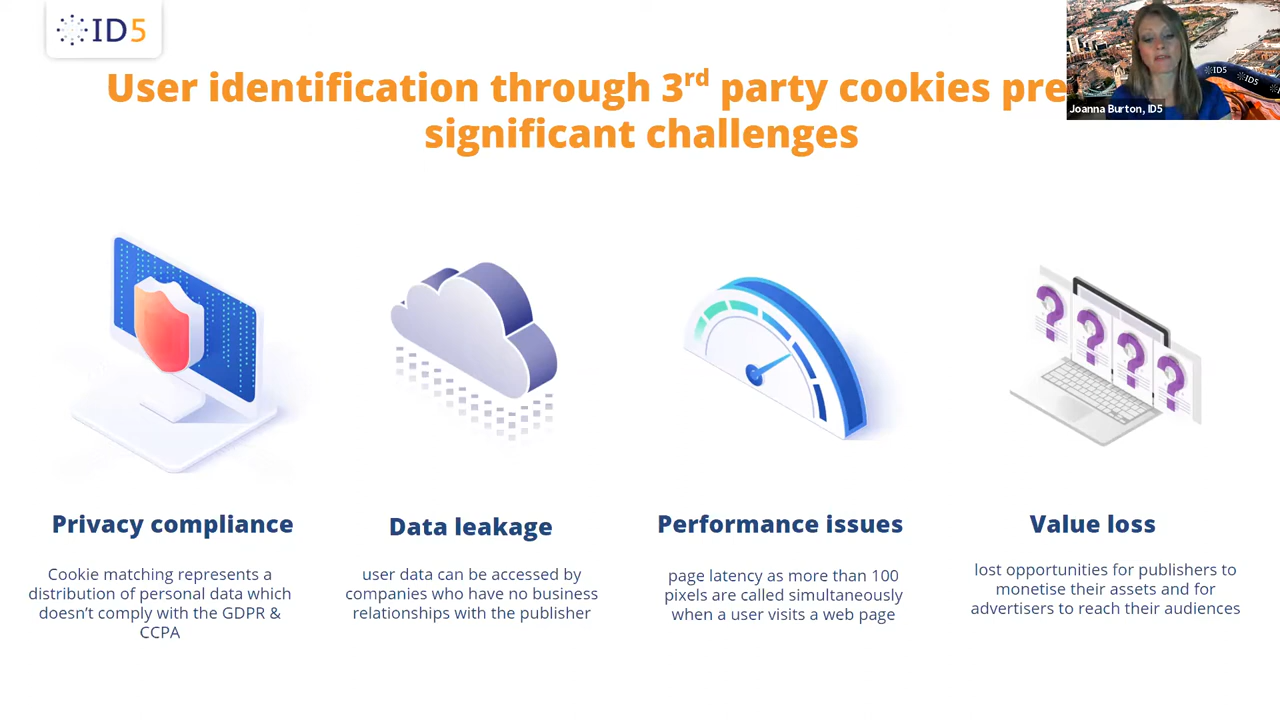 ID5
User identification through 3rd party cookies pre
significant challenges
ID5
ID5
Joanna Burton, ID5
Privacy compliance
Cookie matching represents a
distribution of personal data which
doesn’t comply with the GDPR &
CCPA
Data leakage
user data can be accessed by
companies who have no business
relationships with the publisher
Performance issues
page latency as more than 100
pixels are called simultaneously
when a user visits a web page
Value loss
lost opportunities for publishers to
monetise their assets and for
advertisers to reach their audiences